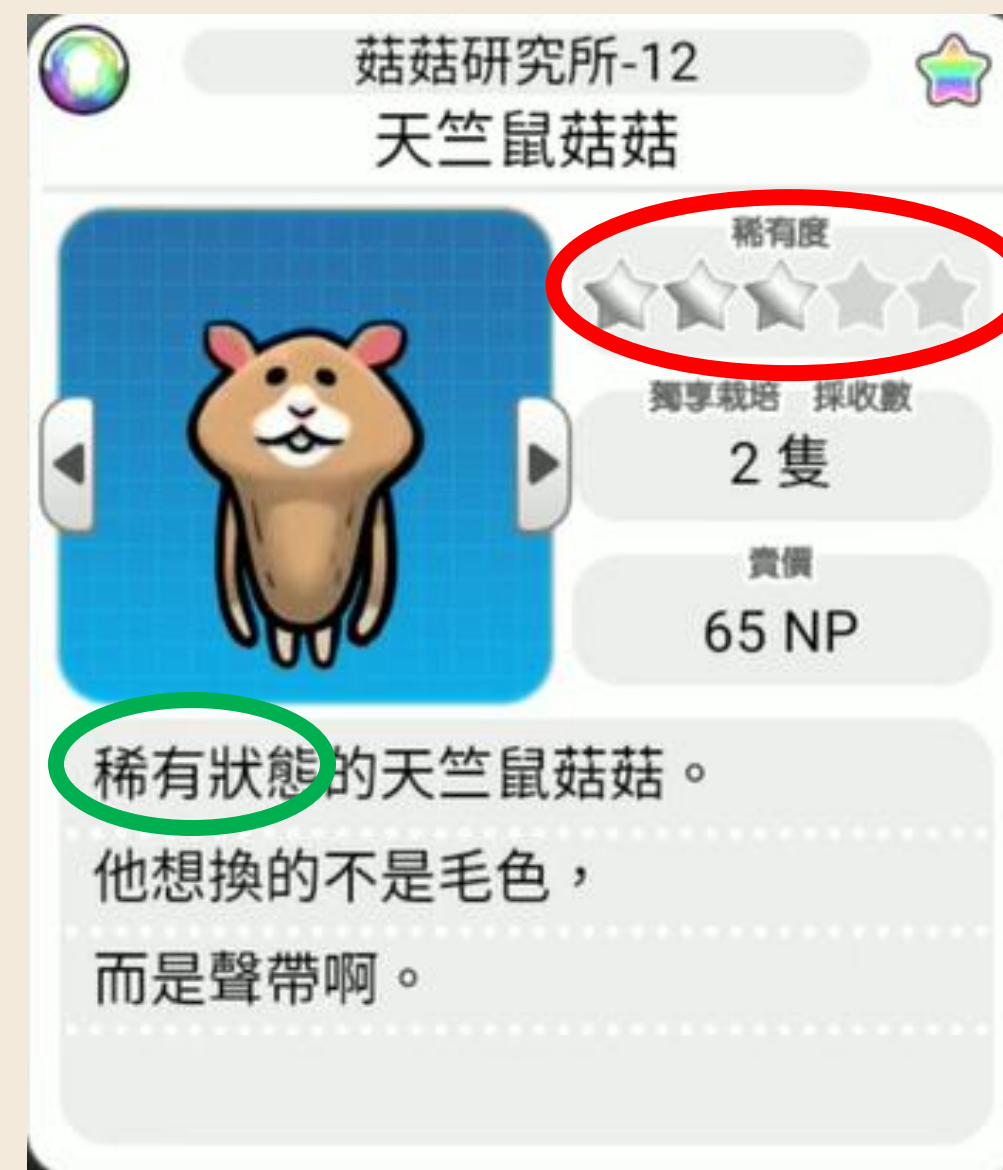 菇菇研究所-12
天竺鼠菇菇
稀有度
獨享栽培 採收數
2 隻
賣價
65 NP
稀有狀態的天竺鼠菇菇。
他想換的不是毛色，
而是聲帶啊。